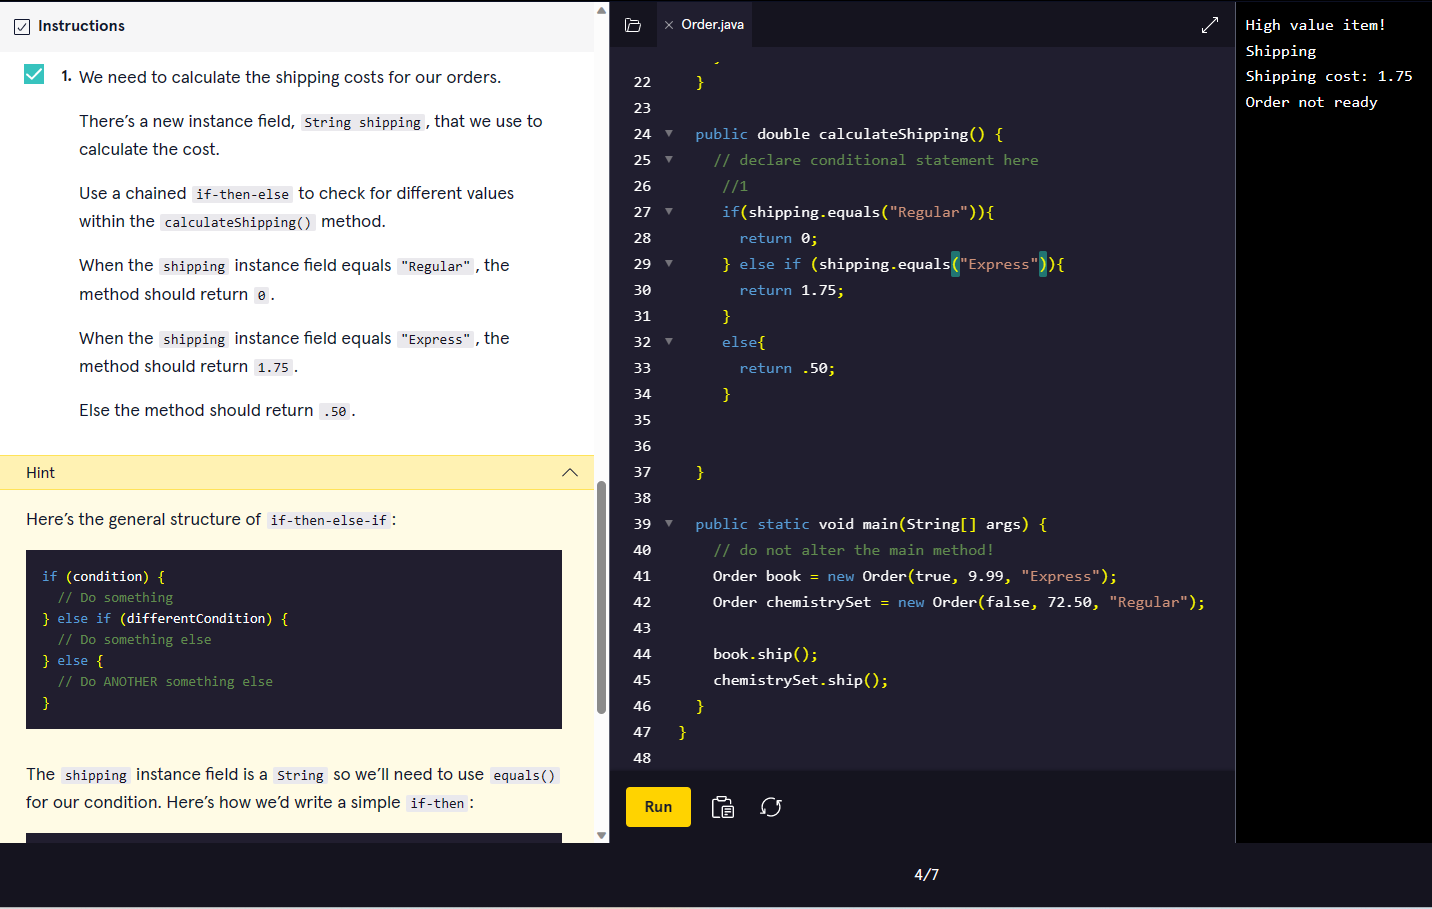 Instructions
1. We need to calculate the shipping costs for our orders.
There's a new instance field, String shipping, that we use to
calculate the cost.
Use a chained if-then-else to check for different values
within the calculateShipping() method.
When the shipping instance field equals "Regular", the
method should return 0.
When the shipping instance field equals "Express", the
method should return 1.75.
Else the method should return .50.
Hint
Here's the general structure of if-then-else-if:
if (condition) {
  // Do something
} else if (differentCondition) {
  // Do something else
} else {
  // Do ANOTHER something else
}
The shipping instance field is a String so we'll need to use equals()
for our condition. Here's how we'd write a simple if-then:
× Order.java
22   }
23
24   public double calculateShipping() {
25     // declare conditional statement here
26      //1
27      if(shipping.equals("Regular")){
28        return 0;
29      } else if (shipping.equals("Express")){
30        return 1.75;
31      }
32      else{
33        return .50;
34      }
35
36
37   }
38
39   public static void main(String[] args) {
40     // do not alter the main method!
41     Order book = new Order(true, 9.99, "Express");
42     Order chemistrySet = new Order(false, 72.50, "Regular");
43
44     book.ship();
45     chemistrySet.ship();
46   }
47 }
48
Run
High value item!
Shipping
Shipping cost: 1.75
Order not ready
4/7